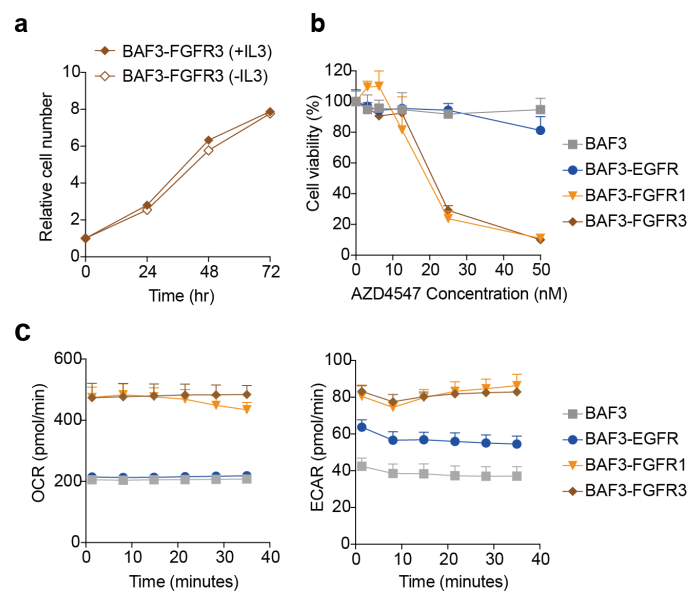 a
BAF3-FGFR3 (+IL3)
BAF3-FGFR3 (-IL3)
Relative cell number
10
8
6
4
2
0
0 24 48 72
Time (hr)
b
Cell viability (%)
120
100
80
60
40
20
0
0 10 20 30 40 50
AZD4547 Concentration (nM)
BAF3
BAF3-EGFR
BAF3-FGFR1
BAF3-FGFR3
c
OCR (pmol/min)
600
400
200
0
0 10 20 30 40
Time (minutes)
ECAR (pmol/min)
100
80
60
40
20
0
0 10 20 30 40
Time (minutes)
BAF3
BAF3-EGFR
BAF3-FGFR1
BAF3-FGFR3